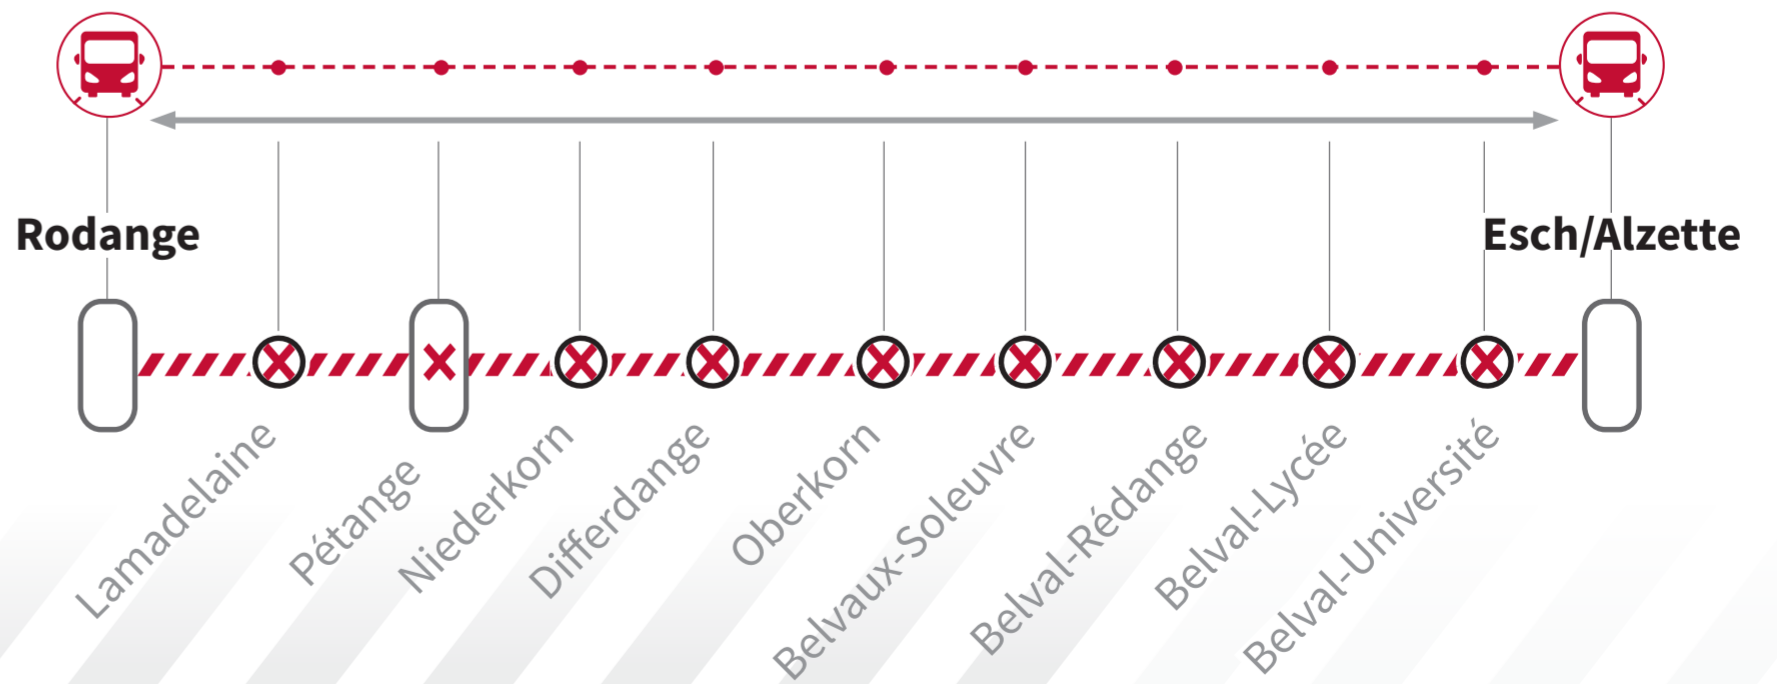 Rodange
Esch/Alzette
Lamadelaine
Pétange
Niederkorn
Differdange
Oberkorn
Belvaux-Soleuvre
Belval-Rédange
Belval-Lycée
Belval-Université